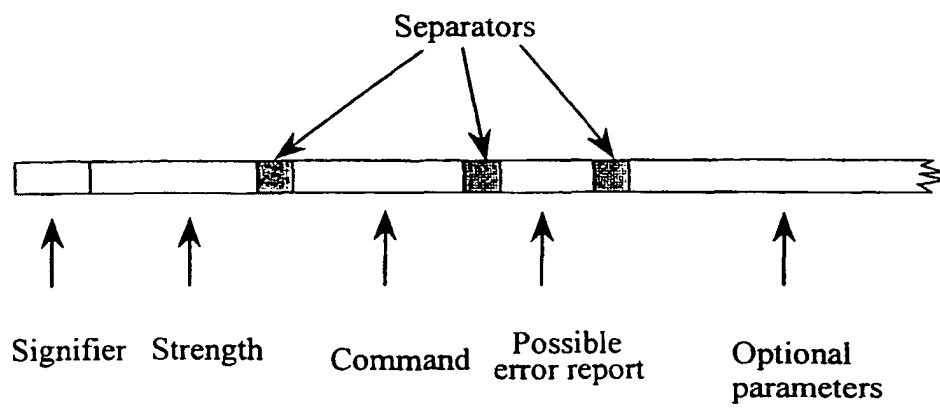 Separators
Signifier
Strength
Command
Possible
error report
Optional
parameters